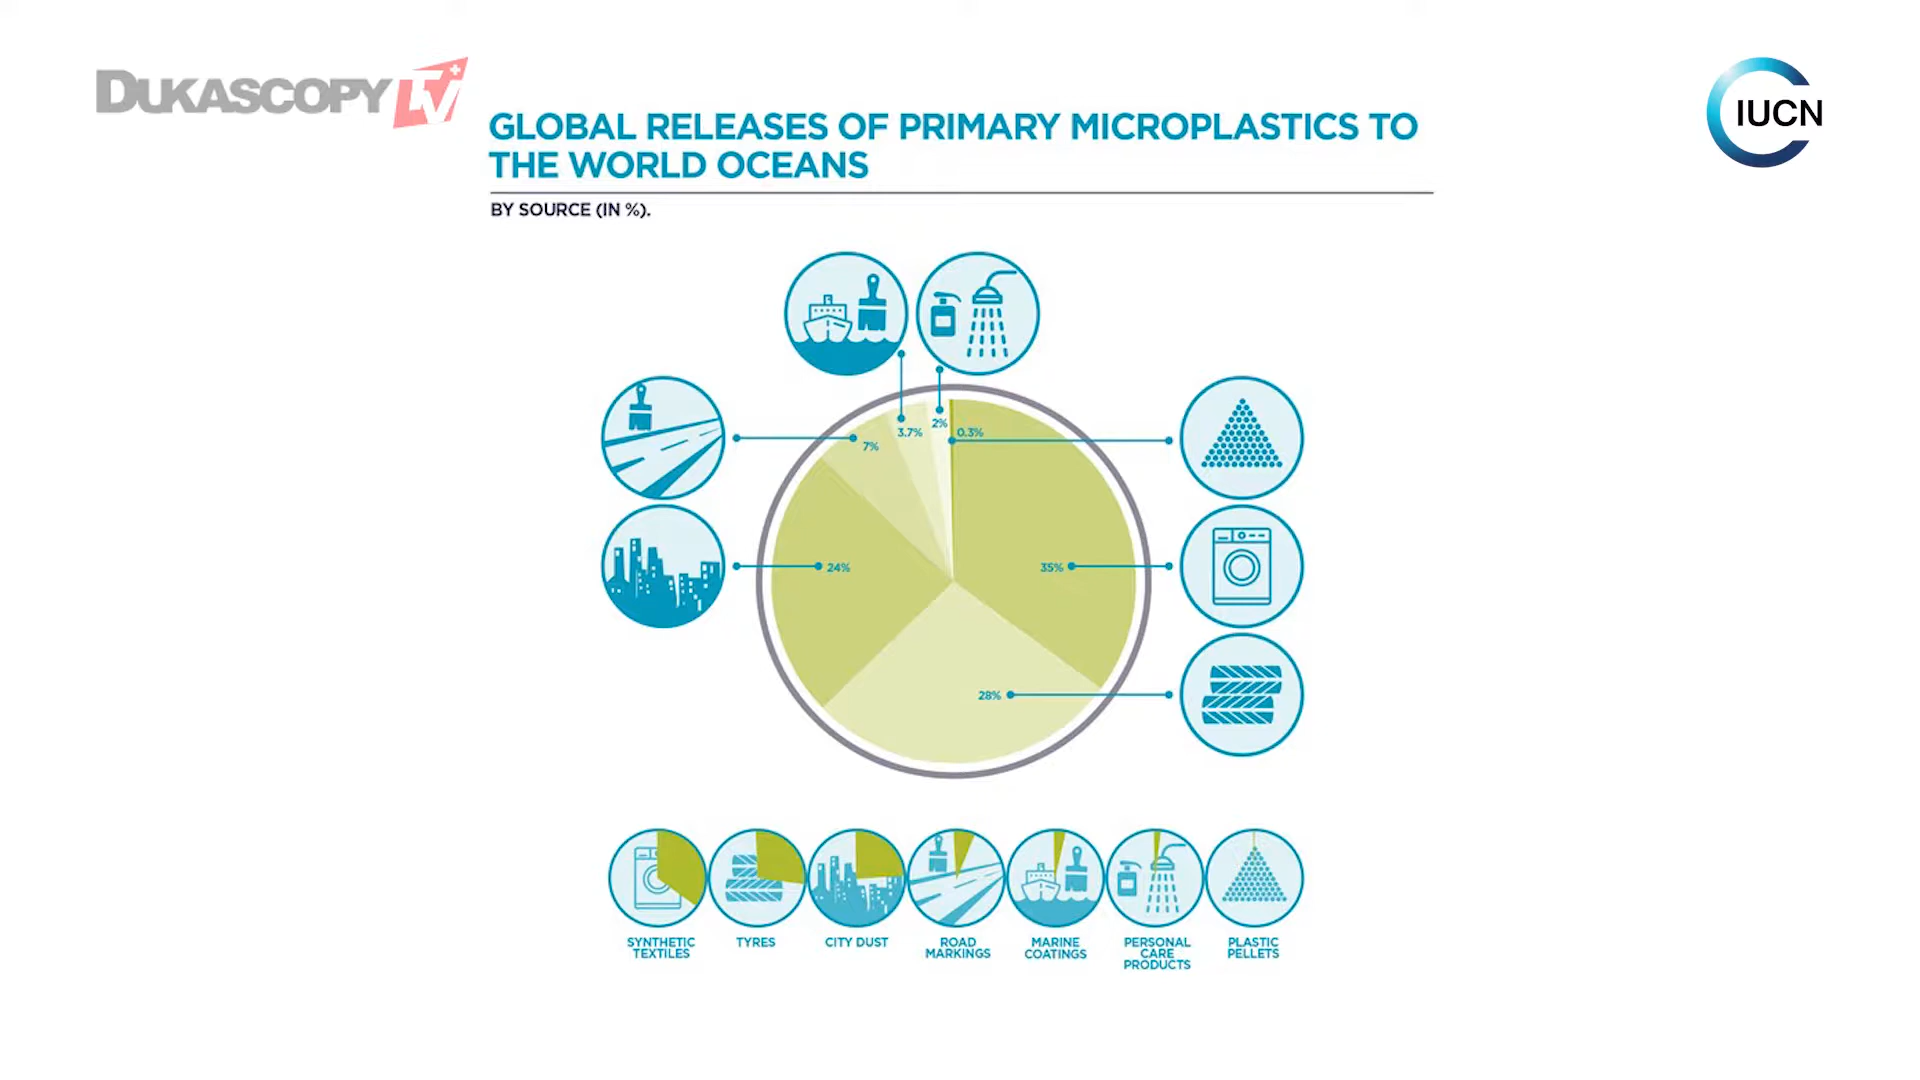 DUKASCOPY TV
IUCN
GLOBAL RELEASES OF PRIMARY MICROPLASTICS TO
THE WORLD OCEANS
BY SOURCE (IN %).
3.7%
2%
0.3%
7%
24%
35%
28%
SYNTHETIC
TEXTILES
TYRES
CITY DUST
ROAD
MARKINGS
MARINE
COATINGS
PERSONAL
CARE
PRODUCTS
PLASTIC
PELLETS